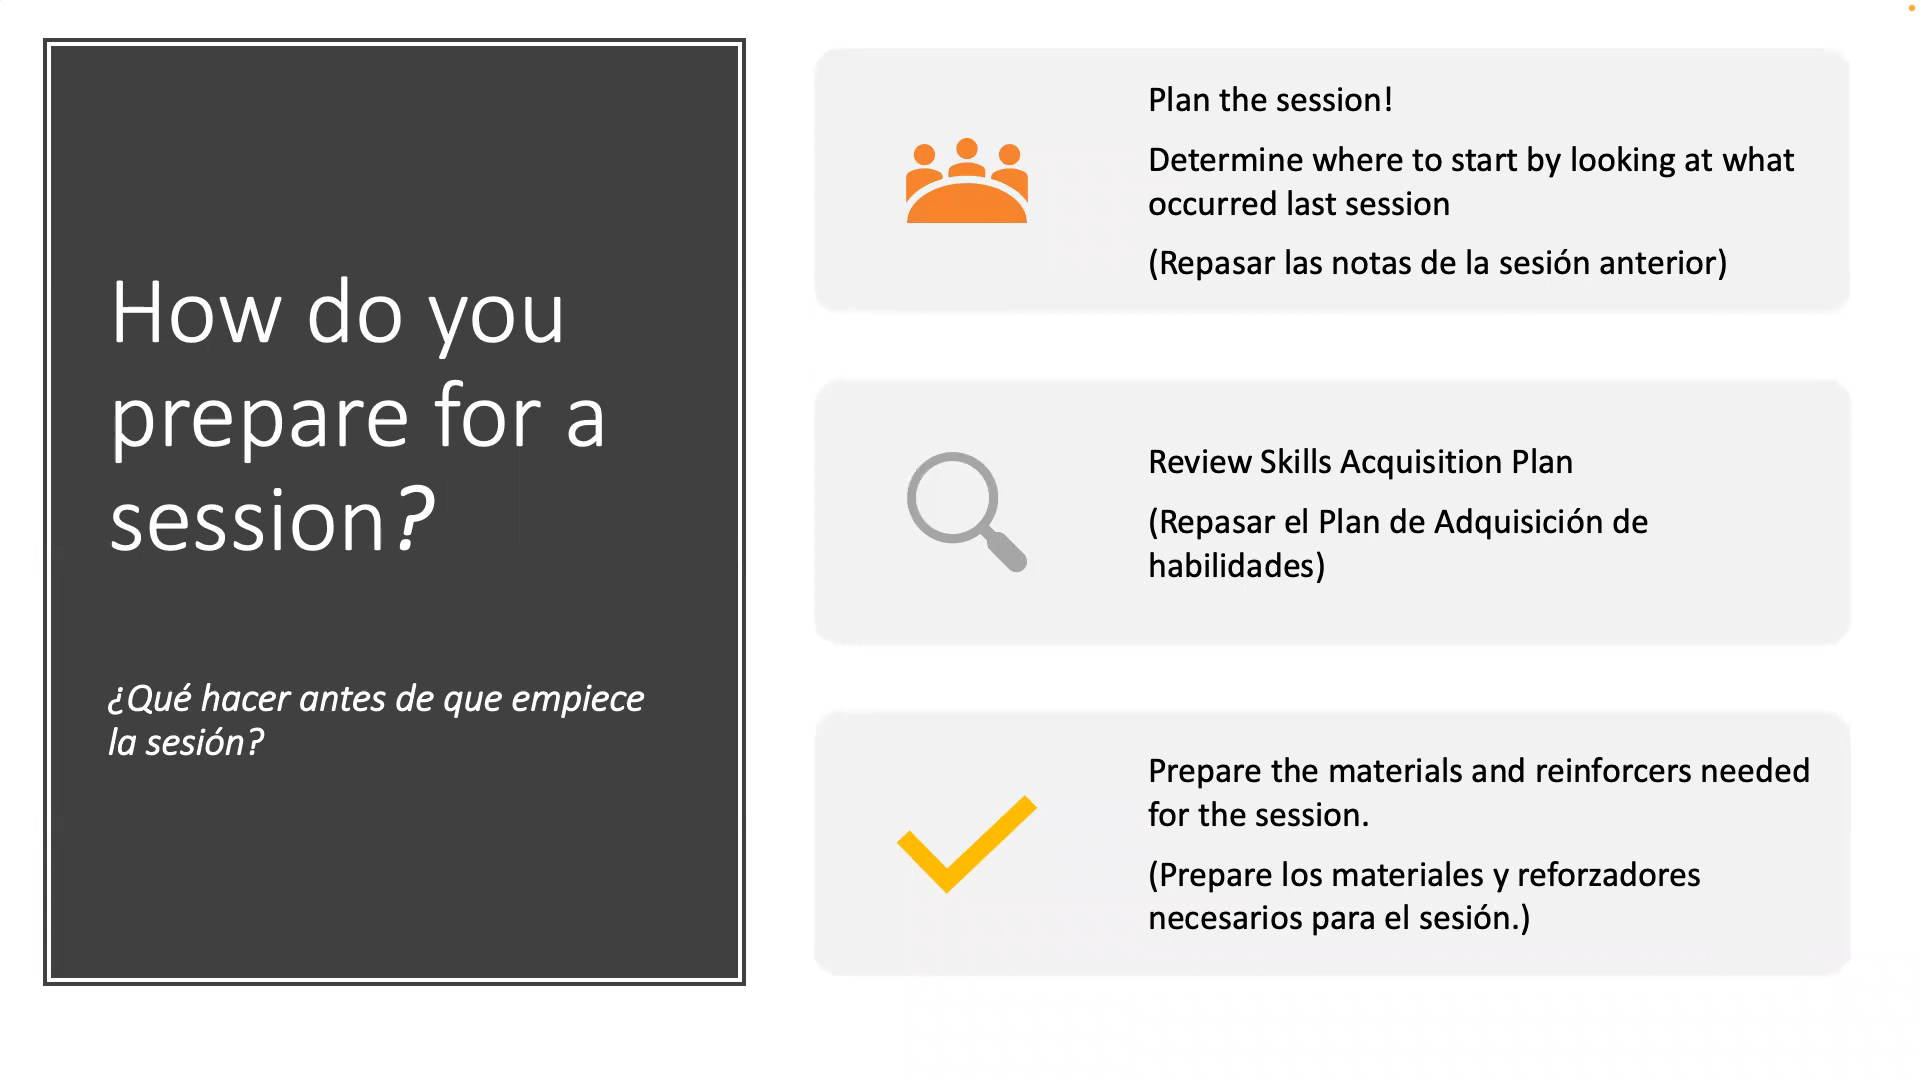 How do you
prepare for a
session?
¿Qué hacer antes de que empiece
la sesión?
Plan the session!
Determine where to start by looking at what
occurred last session
(Repasar las notas de la sesión anterior)
Review Skills Acquisition Plan
(Repasar el Plan de Adquisición de
habilidades)
Prepare the materials and reinforcers needed
for the session.
(Prepare los materiales y reforzadores
necesarios para el sesión.)